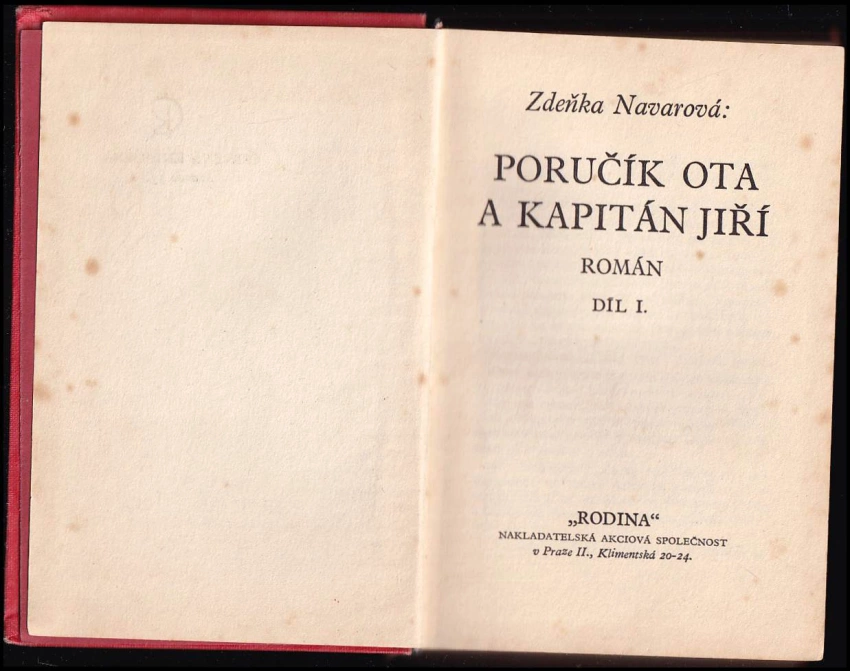 Zdeňka Navarová:
PORUČÍK OTA
A KAPITÁN JIŘÍ
ROMÁN
DÍL I.
„RODINA“
NAKLADATELSKÁ AKCIOVÁ SPOLEČNOST
v Praze II., Klimentská 20-24.